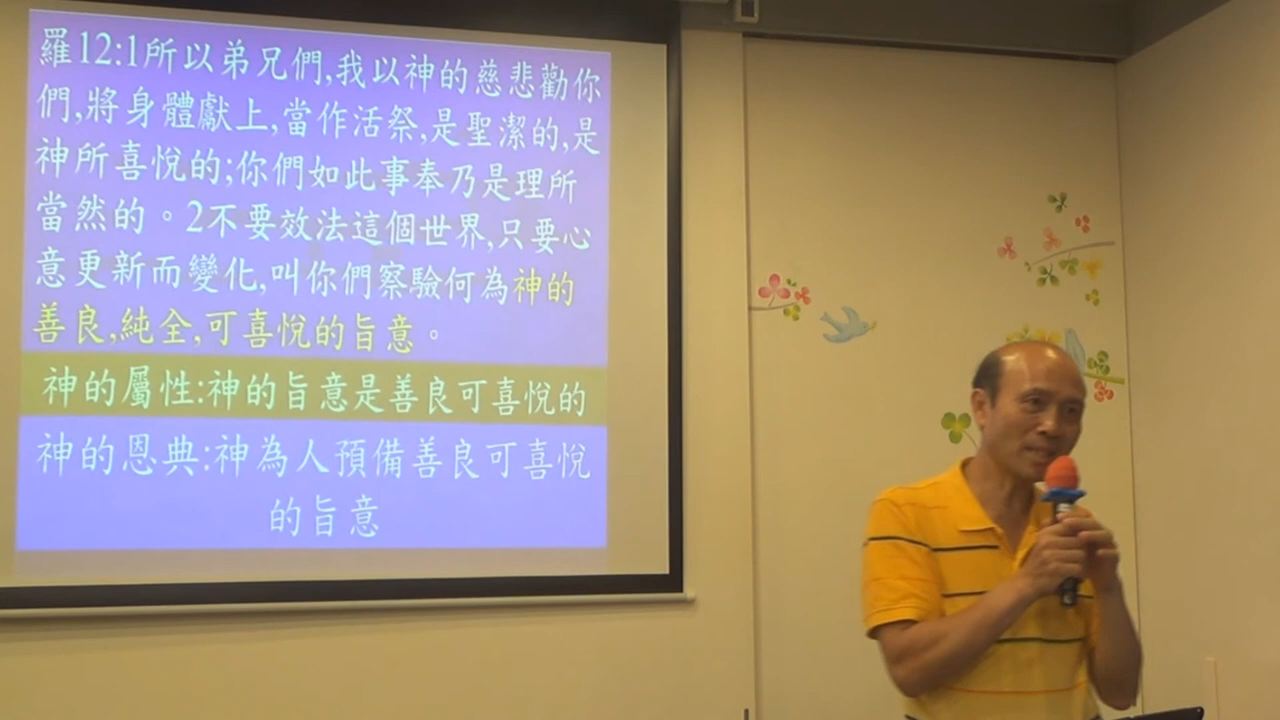 羅12:1所以弟兄們,我以神的慈悲勸你
們,將身體獻上,當作活祭,是聖潔的,是
神所喜悅的;你們如此事奉乃是理所
當然的。2不要效法這個世界,只要心
意更新而變化,叫你們察驗何為神的
善良,純全,可喜悅的旨意。
神的屬性:神的旨意是善良可喜悅的
神的恩典:神為人預備善良可喜悅
的旨意